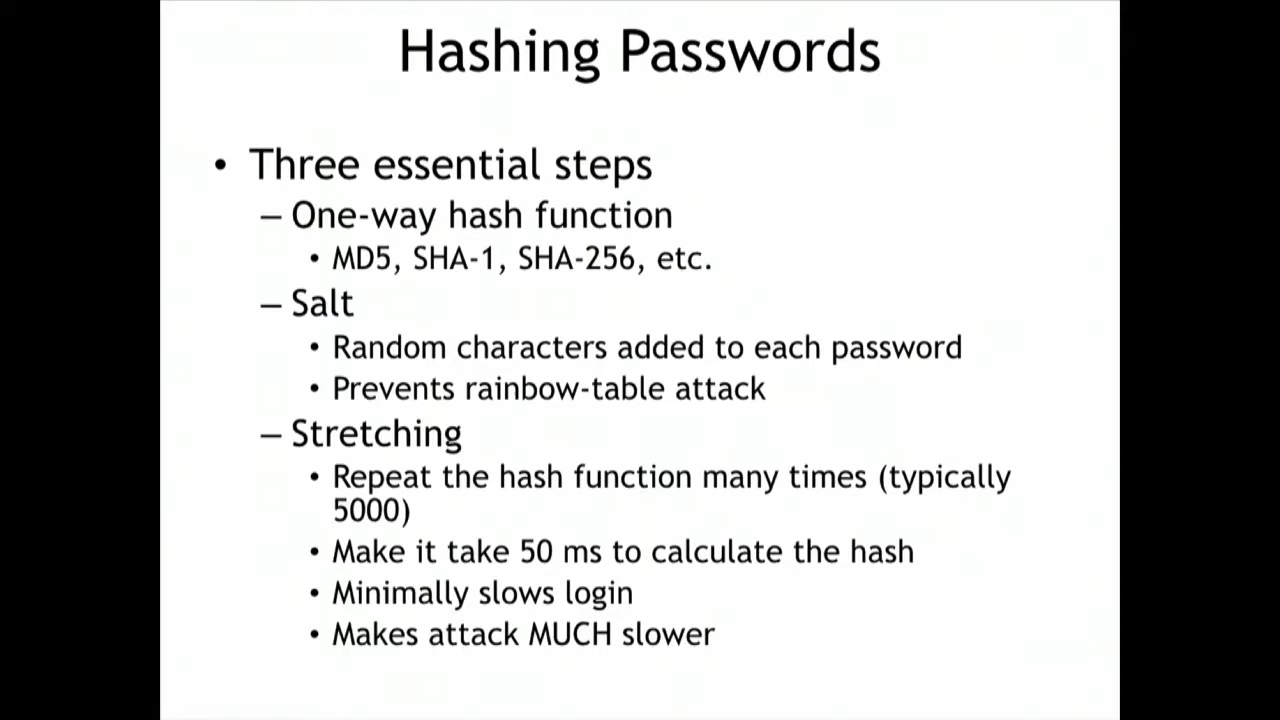 Hashing Passwords
• Three essential steps
– One-way hash function
• MD5, SHA-1, SHA-256, etc.
– Salt
• Random characters added to each password
• Prevents rainbow-table attack
– Stretching
• Repeat the hash function many times (typically
5000)
• Make it take 50 ms to calculate the hash
• Minimally slows login
• Makes attack MUCH slower